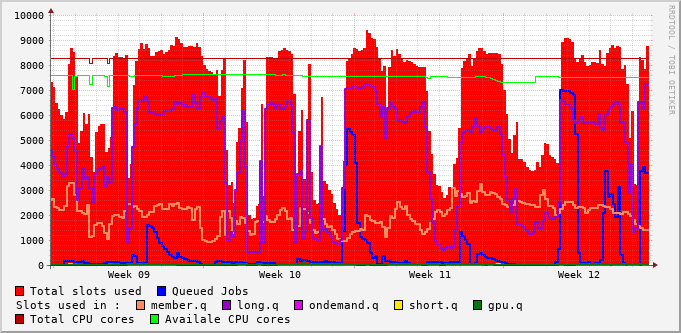 10000
9000
8000
7000
6000
5000
4000
3000
2000
1000
0
Week 09 Week 10 Week 11 Week 12
RRDTOOL / TOBI OETIKER
Total slots used Queued Jobs
Slots used in : member.q long.q ondemand.q short.q gpu.q
Total CPU cores Availale CPU cores